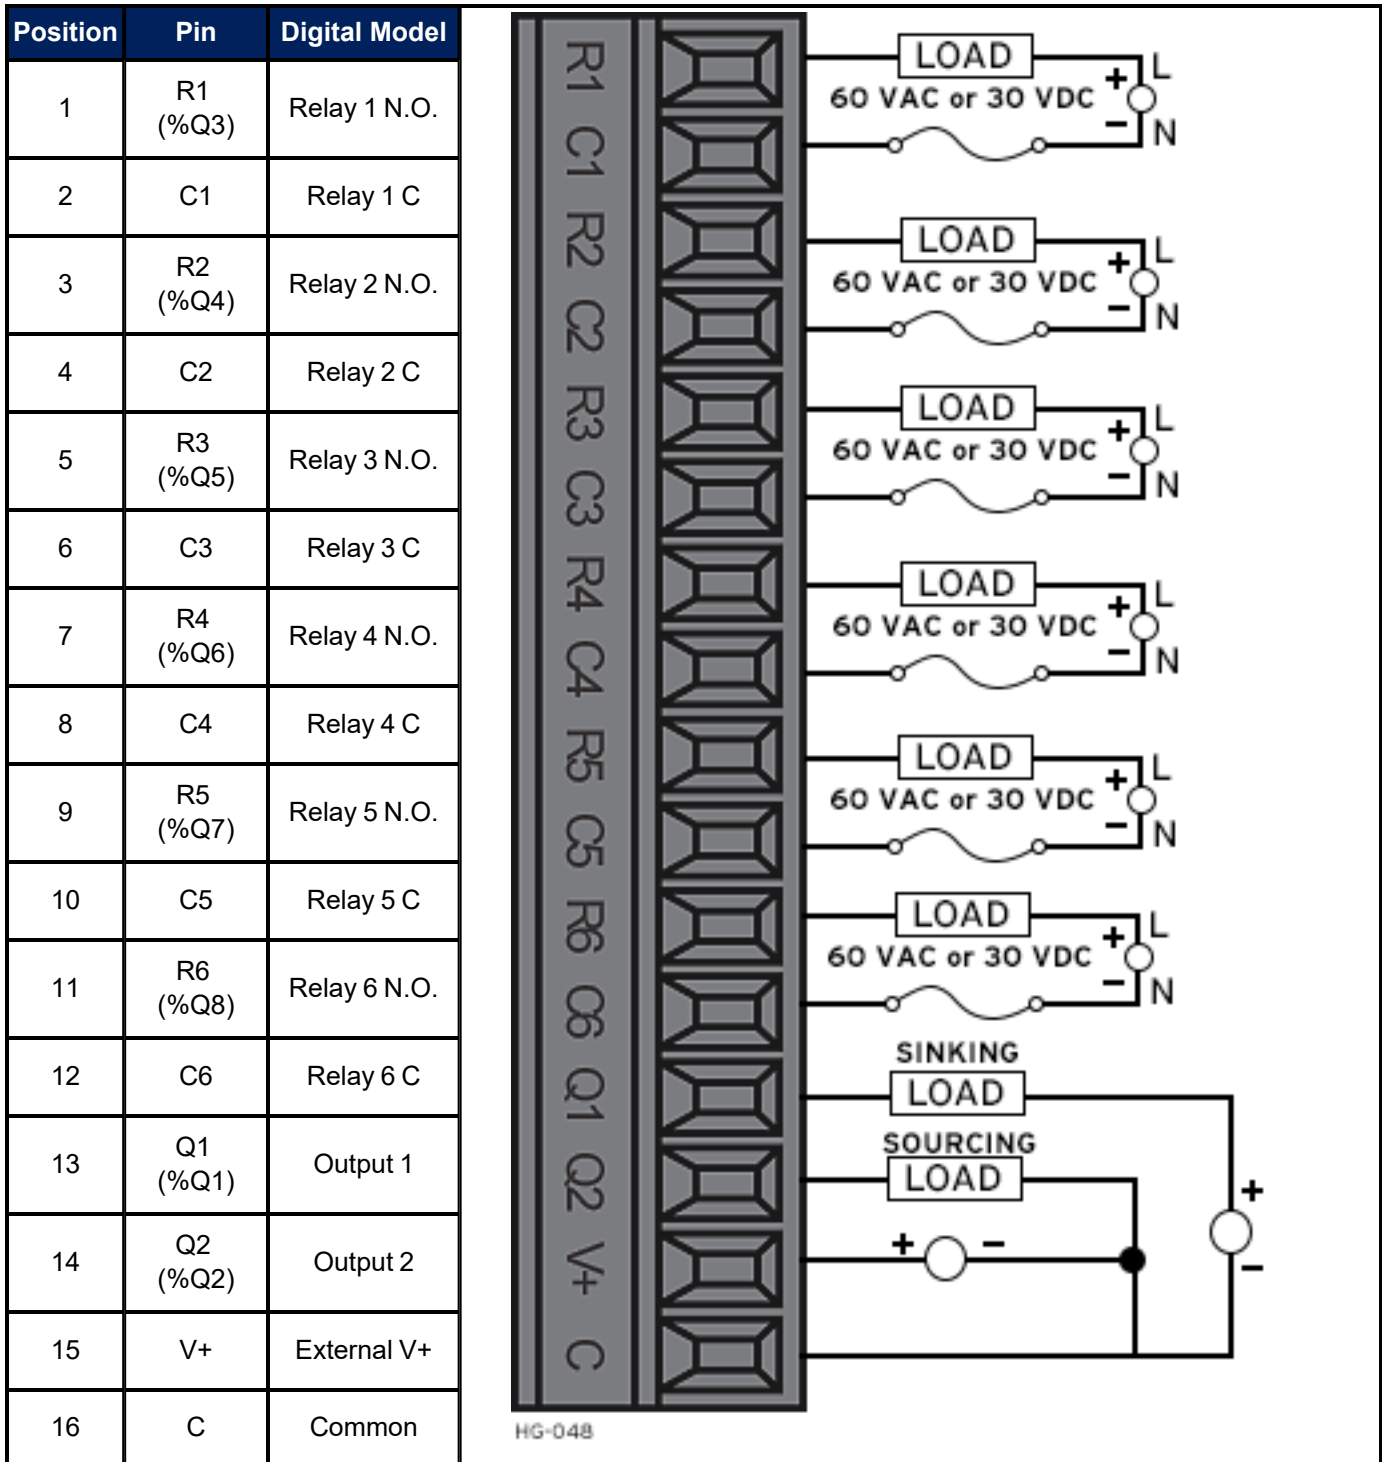 Position Pin Digital Model
1 R1 (%Q3) Relay 1 N.O.
2 C1 Relay 1 C
3 R2 (%Q4) Relay 2 N.O.
4 C2 Relay 2 C
5 R3 (%Q5) Relay 3 N.O.
6 C3 Relay 3 C
7 R4 (%Q6) Relay 4 N.O.
8 C4 Relay 4 C
9 R5 (%Q7) Relay 5 N.O.
10 C5 Relay 5 C
11 R6 (%Q8) Relay 6 N.O.
12 C6 Relay 6 C
13 Q1 (%Q1) Output 1
14 Q2 (%Q2) Output 2
15 V+ External V+
16 C Common
R1
C1
R2
C2
R3
C3
R4
C4
R5
C5
R6
C6
Q1
Q2
V+
C
LOAD + L
60 VAC or 30 VDC
− N
LOAD + L
60 VAC or 30 VDC
− N
LOAD + L
60 VAC or 30 VDC
− N
LOAD + L
60 VAC or 30 VDC
− N
LOAD + L
60 VAC or 30 VDC
− N
LOAD + L
60 VAC or 30 VDC
− N
SINKING
LOAD
SOURCING
LOAD
+
+ −
−
HG-048